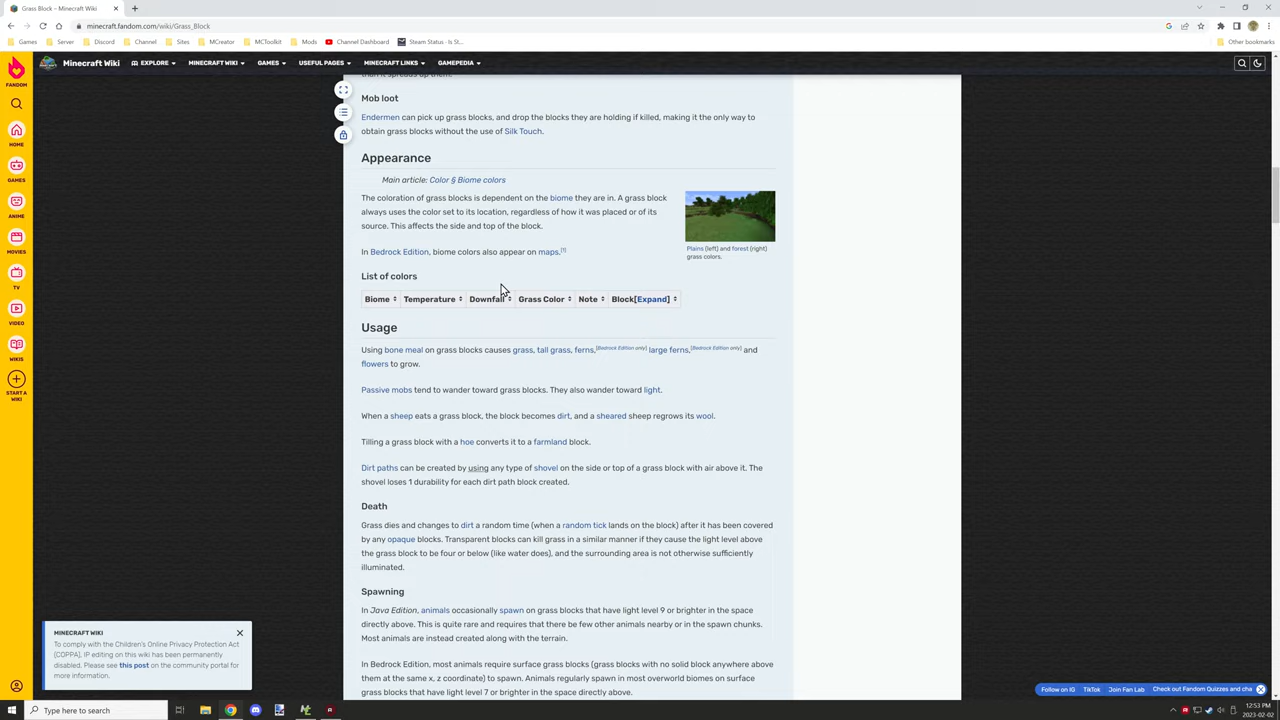 Grass Block – Minecraft Wiki
minecraft.fandom.com/wiki/Grass_Block
Games
Server
Discord
Channel
Sites
MCreator
MCToolkit
Mods
Channel Dashboard
Steam Status · Is St...
Other bookmarks
FANDOM
Minecraft Wiki
EXPLORE
MINECRAFT WIKI
GAMES
USEFUL PAGES
MINECRAFT LINKS
GAMEPEDIA
HOME
GAMES
ANIME
MOVIES
TV
VIDEO
WIKIS
START A
WIKI
than it spreads up them.
Mob loot
Endermen can pick up grass blocks, and drop the blocks they are holding if killed, making it the only way to
obtain grass blocks without the use of Silk Touch.
Appearance
Main article: Color § Biome colors
The coloration of grass blocks is dependent on the biome they are in. A grass block
always uses the color set to its location, regardless of how it was placed or of its
source. This affects the side and top of the block.
Plains (left) and forest (right)
grass colors.
In Bedrock Edition, biome colors also appear on maps.[1]
List of colors
Biome Temperature Downfall Grass Color Note Block[Expand]
Usage
Using bone meal on grass blocks causes grass, tall grass, ferns,[Bedrock Edition only] large ferns,[Bedrock Edition only] and
flowers to grow.
Passive mobs tend to wander toward grass blocks. They also wander toward light.
When a sheep eats a grass block, the block becomes dirt, and a sheared sheep regrows its wool.
Tilling a grass block with a hoe converts it to a farmland block.
Dirt paths can be created by using any type of shovel on the side or top of a grass block with air above it. The
shovel loses 1 durability for each dirt path block created.
Death
Grass dies and changes to dirt a random time (when a random tick lands on the block) after it has been covered
by any opaque blocks. Transparent blocks can kill grass in a similar manner if they cause the light level above
the grass block to be four or below (like water does), and the surrounding area is not otherwise sufficiently
illuminated.
Spawning
In Java Edition, animals occasionally spawn on grass blocks that have light level 9 or brighter in the space
directly above. This is quite rare and requires that there be few other animals nearby or in the spawn chunks.
Most animals are instead created along with the terrain.
In Bedrock Edition, most animals require surface grass blocks (grass blocks with no solid block anywhere above
them at the same x, z coordinate) to spawn. Animals regularly spawn in most overworld biomes on surface
grass blocks that have light level 7 or brighter in the space directly above.
MINECRAFT WIKI
To comply with the Children's Online Privacy Protection Act
(COPPA), IP editing on this wiki has been permanently
disabled. Please see this post on the community portal for
more information.
Follow on IG
TikTok
Join Fan Lab
Check out Fandom Quizzes and cha
Type here to search
12:53 PM
2023-02-02